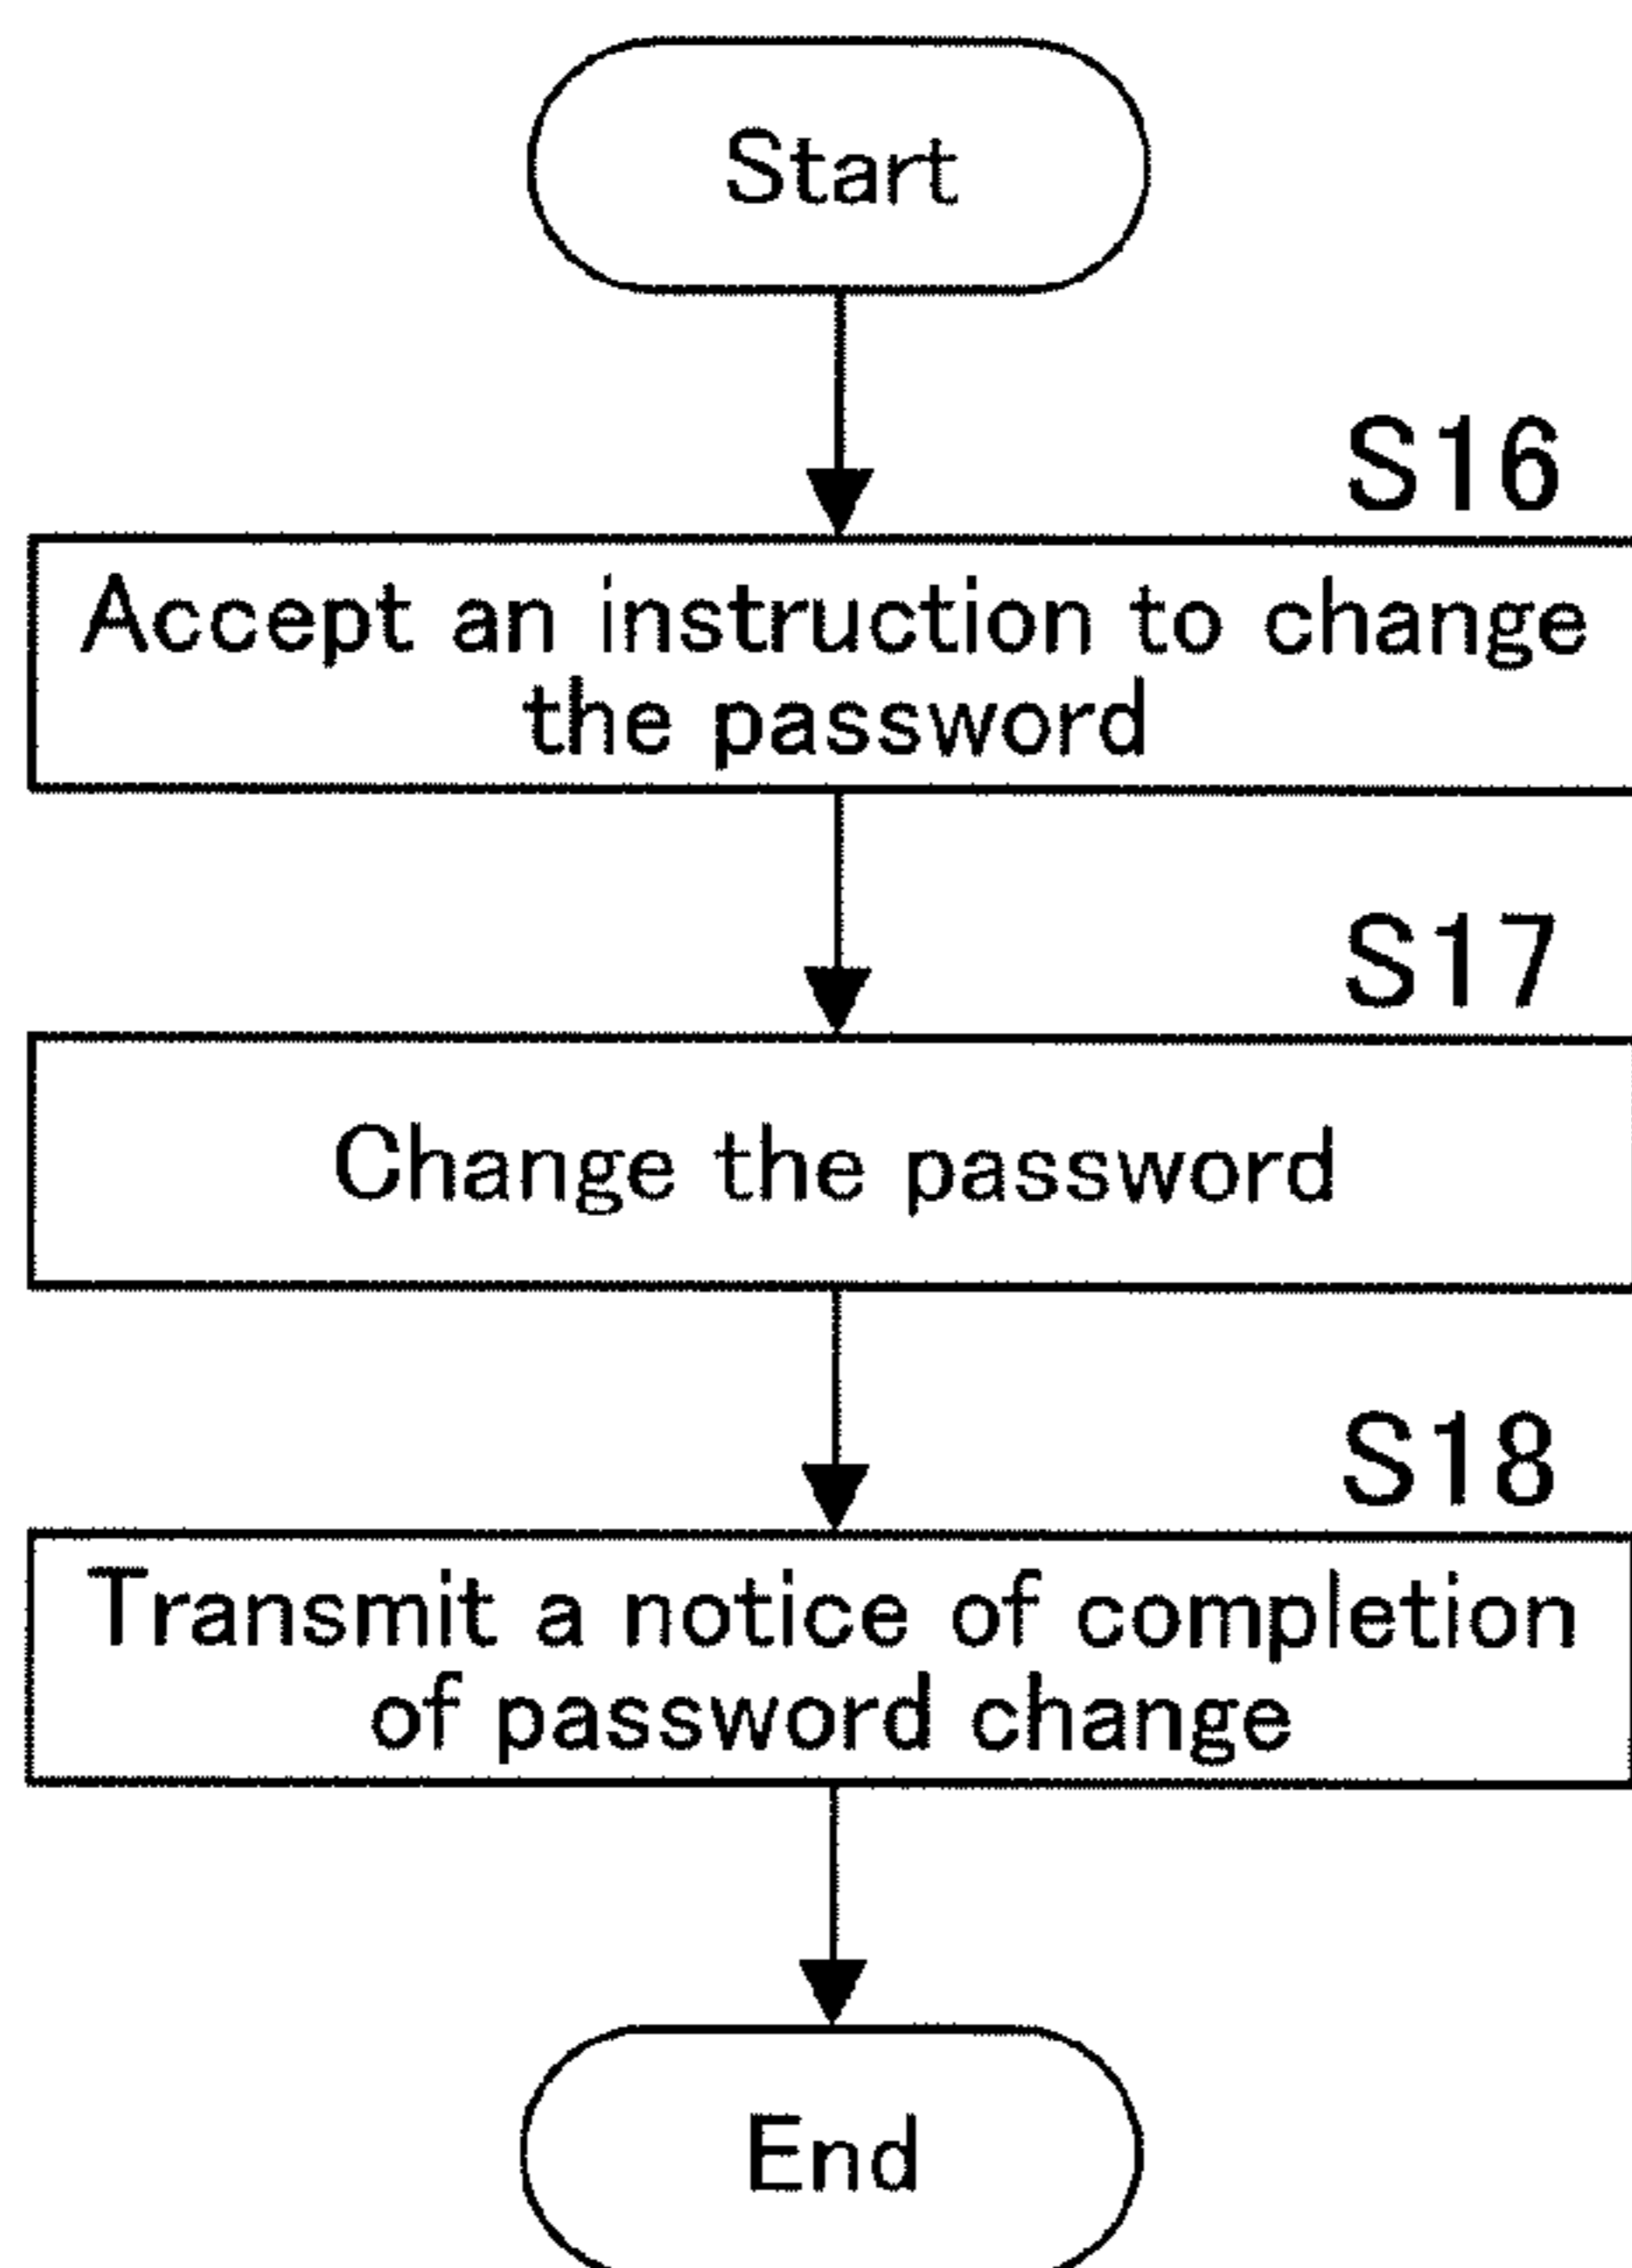 Start
S16
Accept an instruction to change
the password
S17
Change the password
S18
Transmit a notice of completion
of password change
End